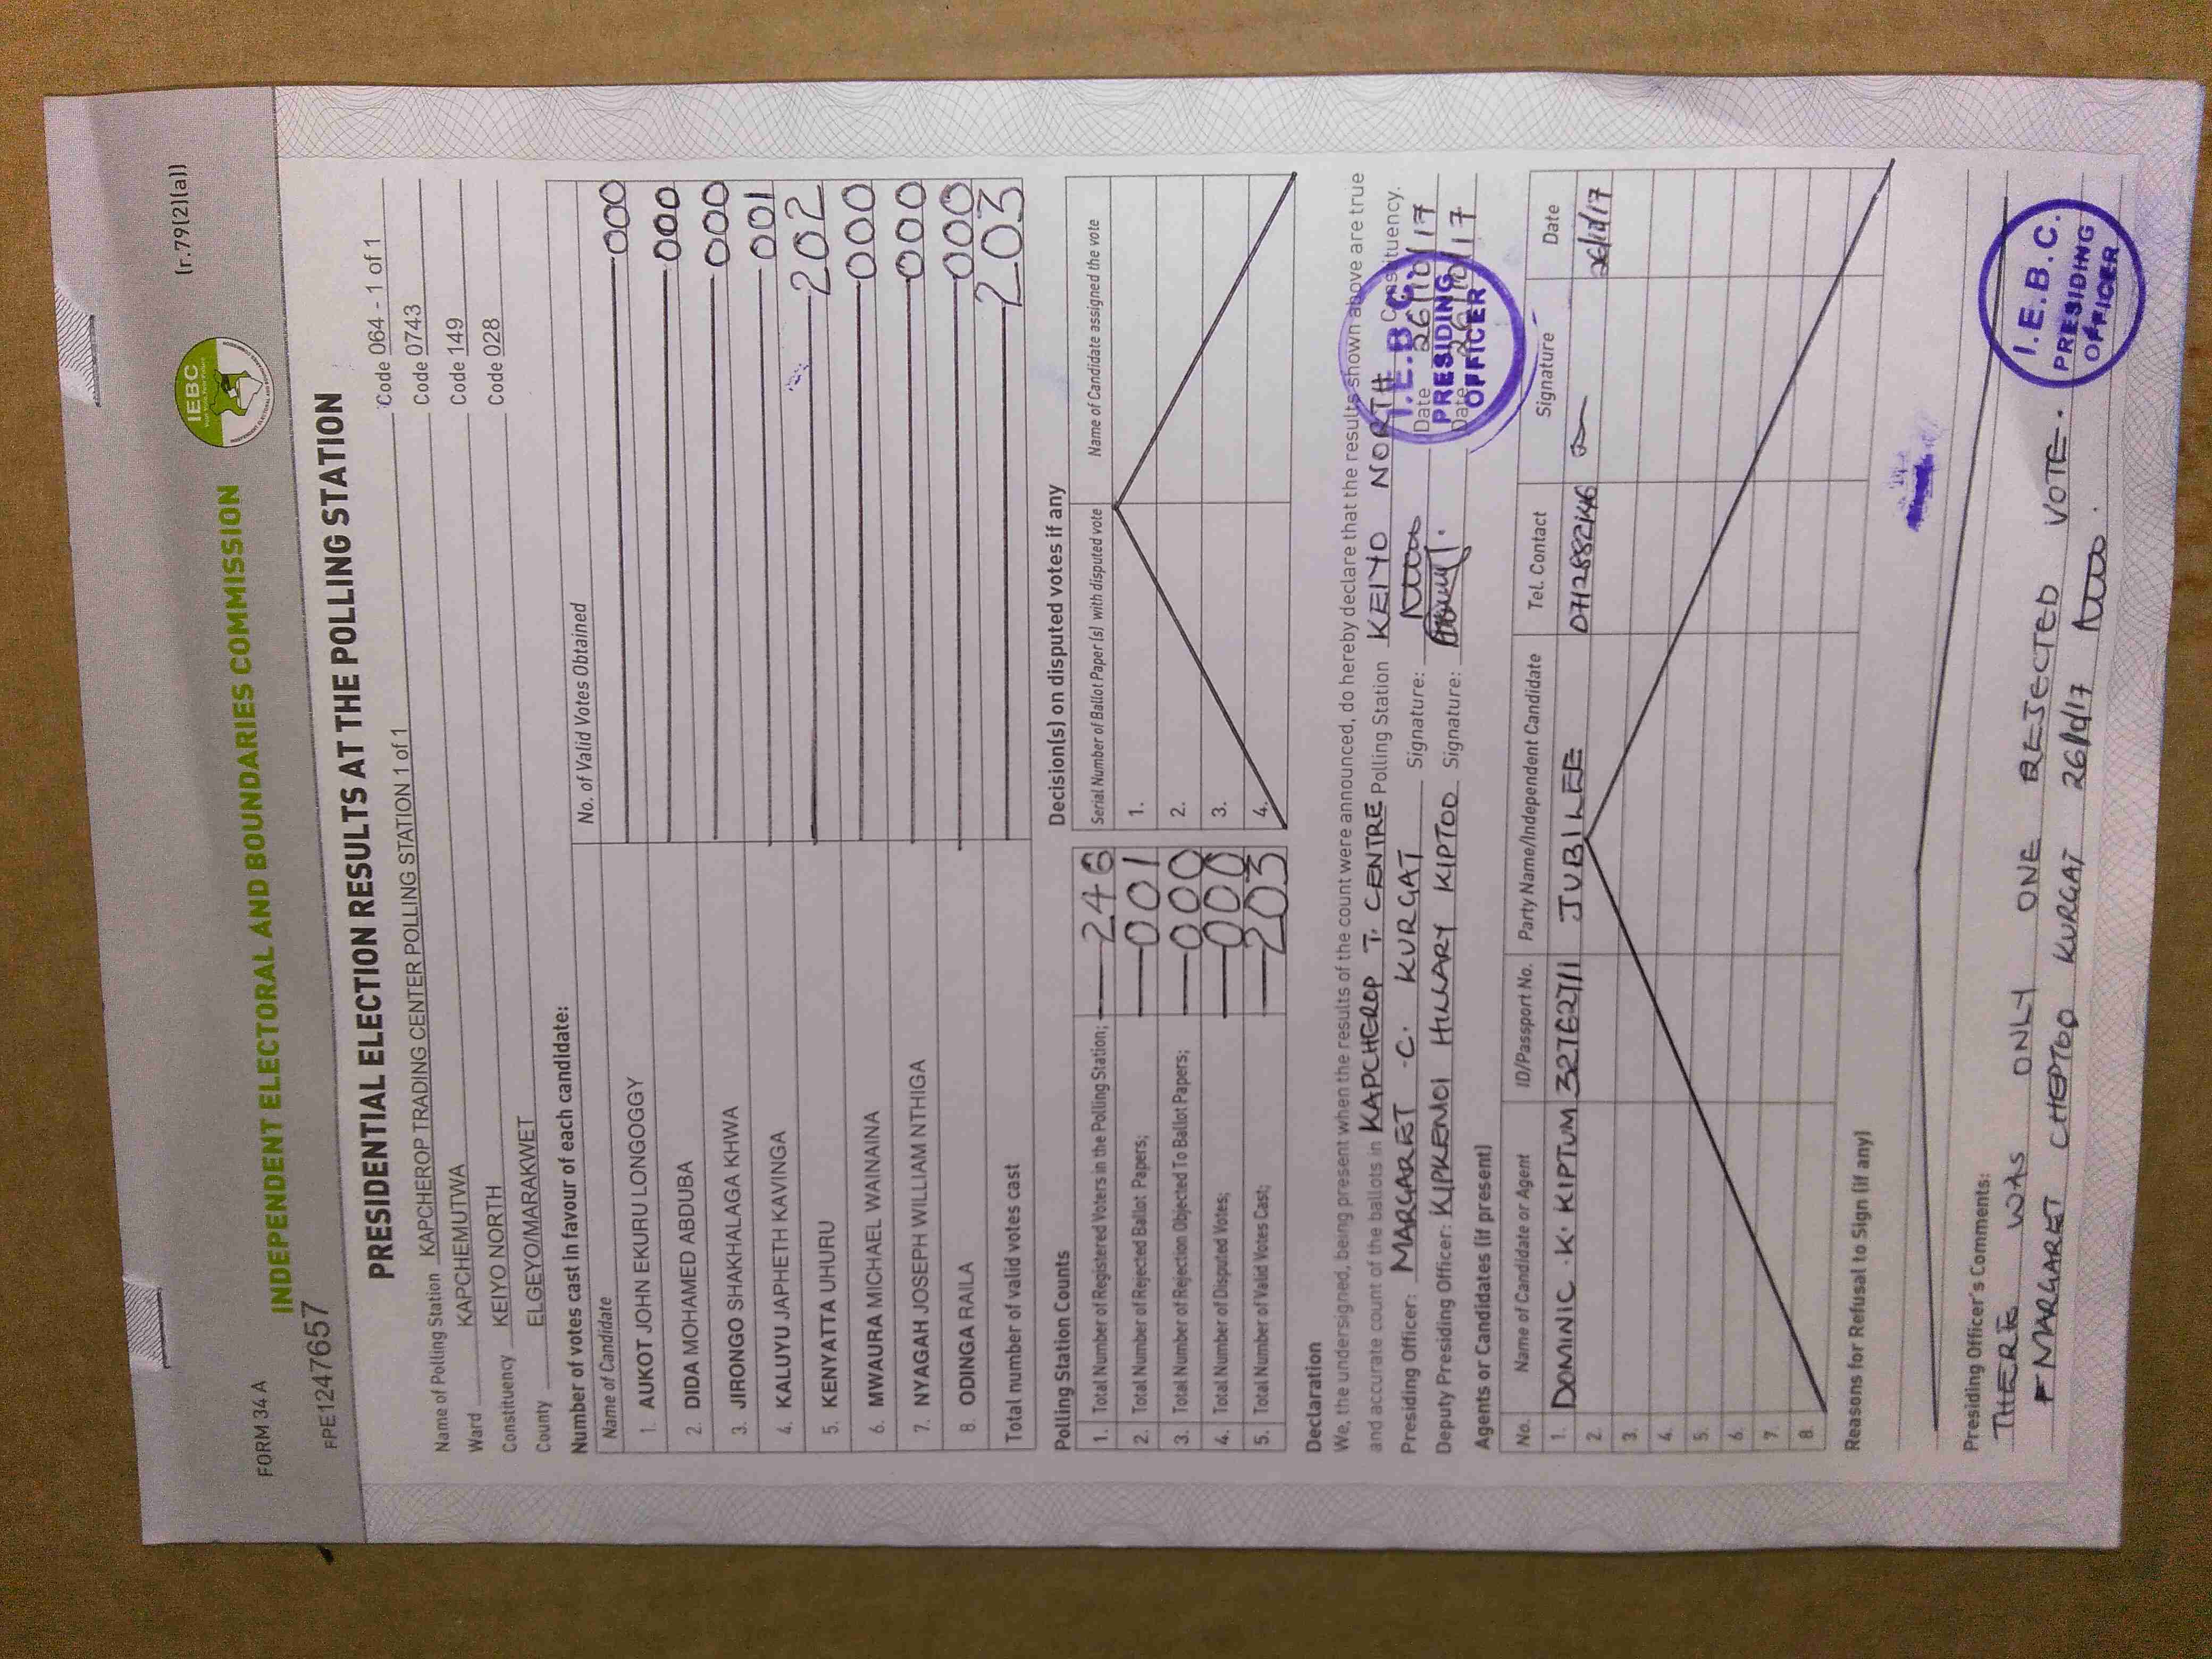 FORM 34 A
(r.79(2)(a))
IEBC
INDEPENDENT ELECTORAL AND BOUNDARIES COMMISSION
FPE1247657
PRESIDENTIAL ELECTION RESULTS AT THE POLLING STATION
Name of Polling Station KAPCHEROP TRADING CENTER POLLING STATION 1 of 1 Code 064 - 1 of 1
Ward KAPCHEMUTWA Code 0743
Constituency KEIYO NORTH Code 149
County ELGEYO/MARAKWET Code 028
Number of votes cast in favour of each candidate:
Name of Candidate No. of Valid Votes Obtained
1. AUKOT JOHN EKURU LONGOGGY 000
2. DIDA MOHAMED ABDUBA 000
3. JIRONGO SHAKHALAGA KHWA 000
4. KALUYU JAPHETH KAVINGA 001
5. KENYATTA UHURU 202
6. MWAURA MICHAEL WAINAINA 000
7. NYAGAH JOSEPH WILLIAM NTHIGA 000
8. ODINGA RAILA 000
Total number of valid votes cast 203
Polling Station Counts
1. Total Number of Registered Voters in the Polling Station; 246
2. Total Number of Rejected Ballot Papers; 001
3. Total Number of Rejection Objected To Ballot Papers; 000
4. Total Number of Disputed Votes; 000
5. Total Number of Valid Votes Cast; 203
Decision(s) on disputed votes if any
Serial Number of Ballot Paper (s) with disputed vote Name of Candidate assigned the vote
1.
2.
3.
4.
Declaration
We, the undersigned, being present when the results of the count were announced, do hereby declare that the results shown above are true
and accurate count of the ballots in KAPCHEROP T. CENTRE Polling Station KEIYO NORTH Constituency.
Presiding Officer: MARGARET .C. KURGAT Signature: Date 26/10/17
Deputy Presiding Officer: KIPKEMOI HILLARY KIPTOO Signature: Date 26/10/17
I.E.B.C.
PRESIDING
OFFICER
Agents or Candidates (if present)
No. Name of Candidate or Agent ID/Passport No. Party Name/Independent Candidate Tel. Contact Signature Date
1. DOMINIC .K. KIPTUM 32762711 JUBILEE 0712882146 26/10/17
2.
3.
4.
5.
6.
7.
8.
Reasons for Refusal to Sign (if any)
Presiding Officer's Comments:
THERE WAS ONLY ONE REJECTED VOTE.
MARGARET CHEPTOO KURGAT 26/10/17
I.E.B.C.
PRESIDING
OFFICER